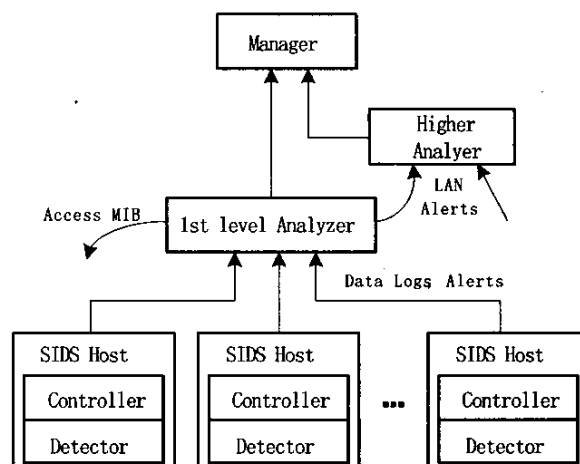 Manager
Higher
Analyer
LAN
Alerts
Access MIB
1st level Analyzer
Data Logs Alerts
SIDS Host
Controller
Detector
SIDS Host
Controller
Detector
...
SIDS Host
Controller
Detector